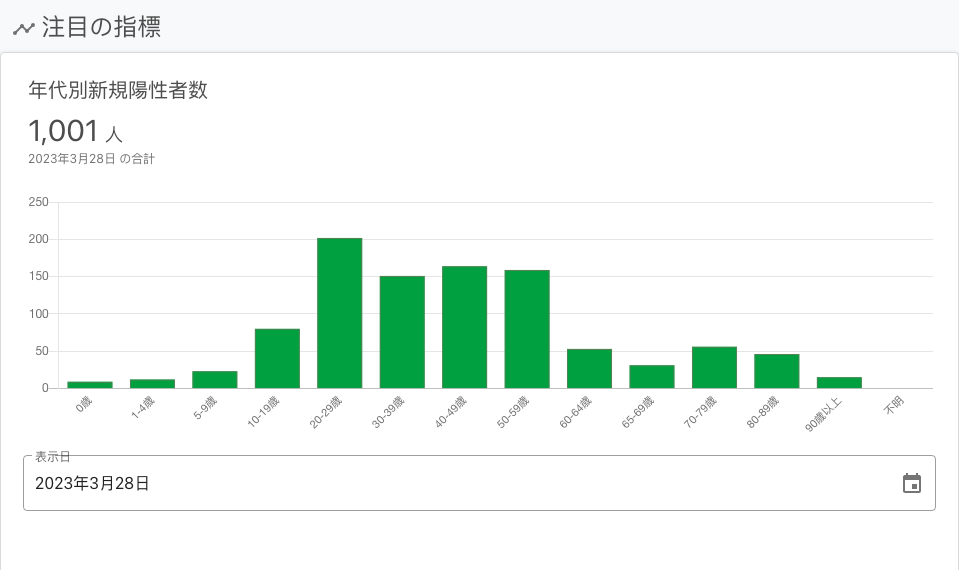 注目の指標
年代別新規陽性者数
1,001 人
2023年3月28日 の合計
250
200
150
100
50
0
0歳
1-4歳
5-9歳
10-19歳
20-29歳
30-39歳
40-49歳
50-59歳
60-64歳
65-69歳
70-79歳
80-89歳
90歳以上
不明
表示日
2023年3月28日